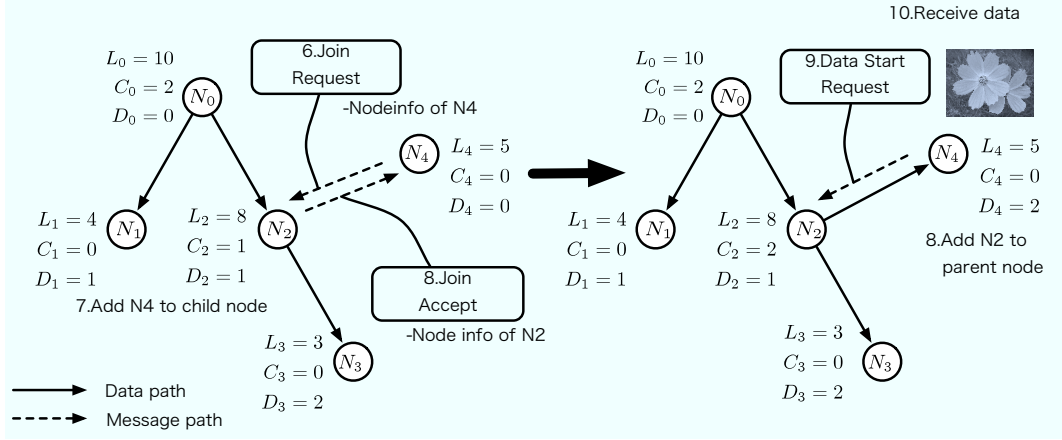 10.Receive data
L₀ = 10
C₀ = 2
D₀ = 0
N₀
6.Join
Request
-Nodeinfo of N4
N₄
L₄ = 5
C₄ = 0
D₄ = 0
L₁ = 4
C₁ = 0
D₁ = 1
N₁
L₂ = 8
C₂ = 1
D₂ = 1
N₂
7.Add N4 to child node
8.Join
Accept
-Node info of N2
L₃ = 3
C₃ = 0
D₃ = 2
N₃
Data path
Message path
L₀ = 10
C₀ = 2
D₀ = 0
N₀
9.Data Start
Request
N₄
L₄ = 5
C₄ = 0
D₄ = 2
8.Add N2 to
parent node
L₁ = 4
C₁ = 0
D₁ = 1
N₁
L₂ = 8
C₂ = 2
D₂ = 1
N₂
L₃ = 3
C₃ = 0
D₃ = 2
N₃